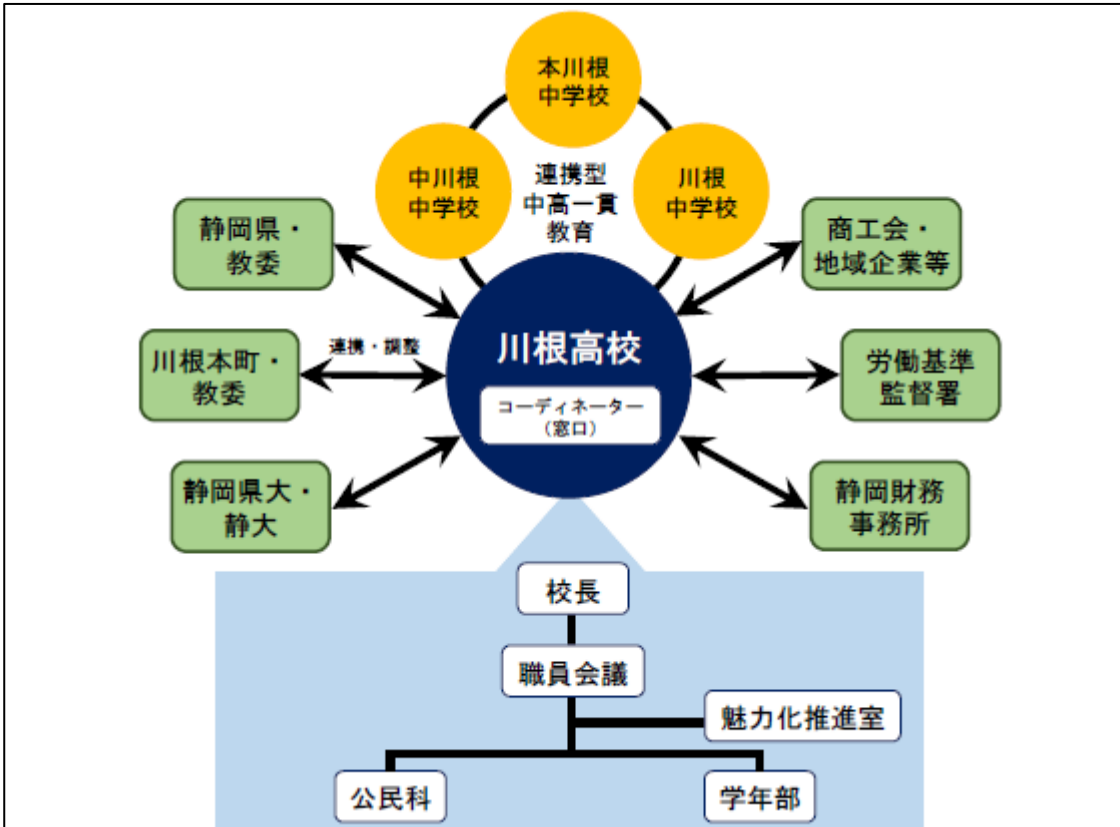 本川根
中学校
中川根
中学校
連携型
中高一貫
教育
川根
中学校
静岡県・
教委
商工会・
地域企業等
川根本町・
教委
連携・調整
川根高校
コーディネーター
（窓口）
労働基準
監督署
静岡県大・
静大
静岡財務
事務所
校長
職員会議
魅力化推進室
公民科
学年部